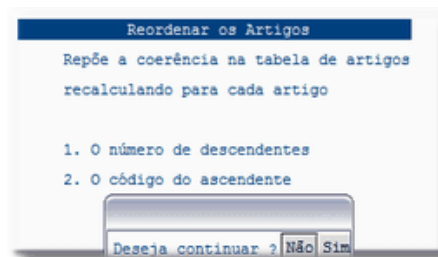 Reordenar os Artigos
Repõe a coerência na tabela de artigos
recalculando para cada artigo
1. O número de descendentes
2. O código do ascendente
Deseja continuar ? Não Sim